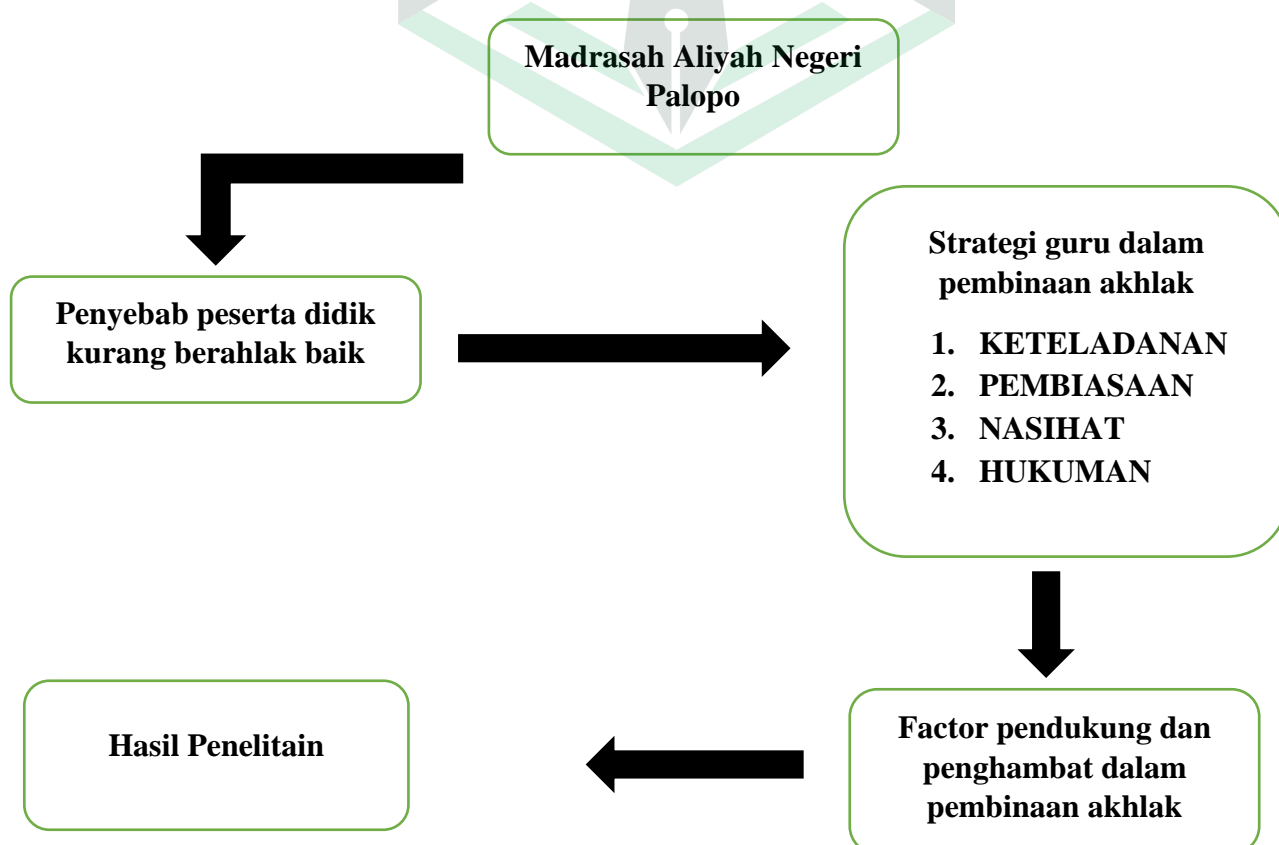 Madrasah Aliyah Negeri
Palopo
Penyebab peserta didik
kurang berahlak baik
Strategi guru dalam
pembinaan akhlak
1. KETELADANAN
2. PEMBIASAAN
3. NASIHAT
4. HUKUMAN
Factor pendukung dan
penghambat dalam
pembinaan akhlak
Hasil Penelitain